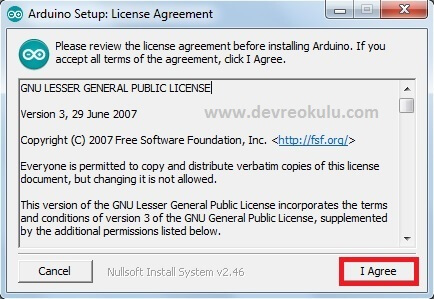 Arduino Setup: License Agreement
Please review the license agreement before installing Arduino. If you
accept all terms of the agreement, click I Agree.
GNU LESSER GENERAL PUBLIC LICENSE
www.devreokulu.com
Version 3, 29 June 2007
Copyright (C) 2007 Free Software Foundation, Inc. <http://fsf.org/>
Everyone is permitted to copy and distribute verbatim copies of this license
document, but changing it is not allowed.
This version of the GNU Lesser General Public License incorporates the terms
and conditions of version 3 of the GNU General Public License, supplemented
by the additional permissions listed below.
Cancel
Nullsoft Install System v2.46
I Agree